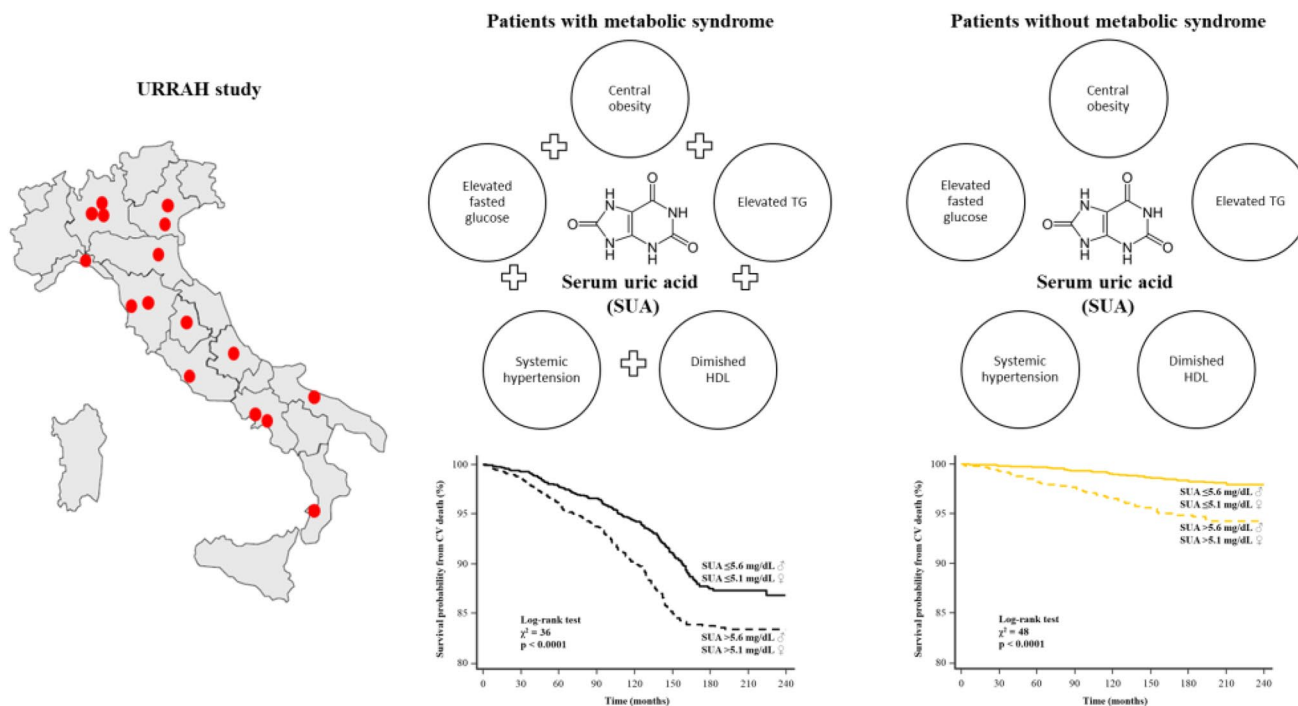 URRAH study
Patients with metabolic syndrome
Central
obesity
Elevated
fasted
glucose
Elevated TG
O
H
N
NH
O
N
H
N
H
O
Serum uric acid
(SUA)
Systemic
hypertension
Dimished
HDL
Survival probability from CV death (%)
100
95
90
85
80
SUA ≤5.6 mg/dL ♂
SUA ≤5.1 mg/dL ♀
SUA >5.6 mg/dL ♂
SUA >5.1 mg/dL ♀
Log-rank test
χ² = 36
p < 0.0001
0 30 60 90 120 150 180 210 240
Time (months)
Patients without metabolic syndrome
Central
obesity
Elevated
fasted
glucose
Elevated TG
O
H
N
NH
O
N
H
N
H
O
Serum uric acid
(SUA)
Systemic
hypertension
Dimished
HDL
Survival probability from CV death (%)
100
95
90
85
80
SUA ≤5.6 mg/dL ♂
SUA ≤5.1 mg/dL ♀
SUA >5.6 mg/dL ♂
SUA >5.1 mg/dL ♀
Log-rank test
χ² = 48
p < 0.0001
0 30 60 90 120 150 180 210 240
Time (months)